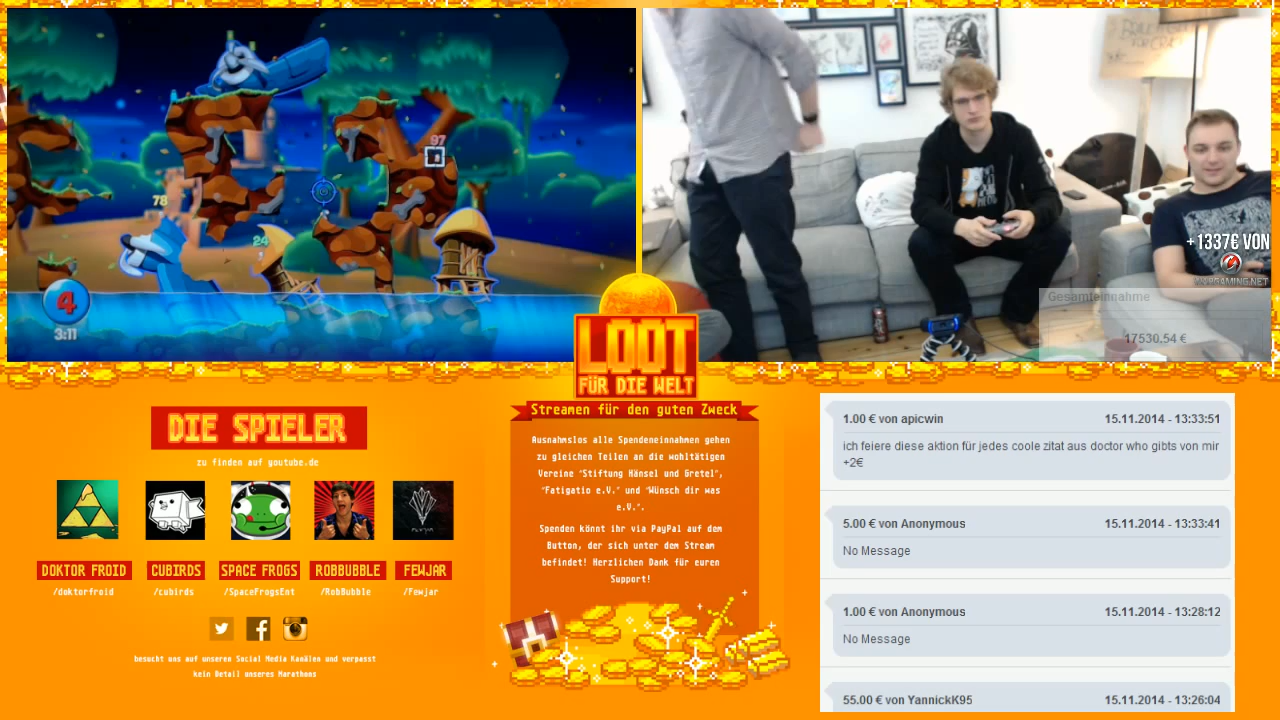 97
78
24
4
3:11
+1337€ VON
Gesamteinnahme
17530.54 €
LOOT
FÜR DIE WELT
Streamen für den guten Zweck
Ausnahmslos alle Spendeneinnahmen gehen
zu gleichen Teilen an die wohltätigen
Vereine "Stiftung Hänsel und Gretel",
"Fatigatio e.V." und "Wünsch dir was
e.V.".
Spenden könnt ihr via PayPal auf dem
Button, der sich unter dem Stream
befindet! Herzlichen Dank für euren
Support!
DIE SPIELER
zu finden auf youtube.de
DOKTOR FROID
CUBIRDS
SPACE FROGS
ROBBUBBLE
FEWJAR
/doktorfroid
/cubirds
/SpaceFrogsEnt
/RobBubble
/Fewjar
besucht uns auf unseren Social Media Kanälen und verpasst
kein Detail unseres Marathons
1.00 € von apicwin
15.11.2014 - 13:33:51
ich feiere diese aktion für jedes coole zitat aus doctor who gibts von mir
+2€
5.00 € von Anonymous
15.11.2014 - 13:33:41
No Message
1.00 € von Anonymous
15.11.2014 - 13:28:12
No Message
55.00 € von YannickK95
15.11.2014 - 13:26:04